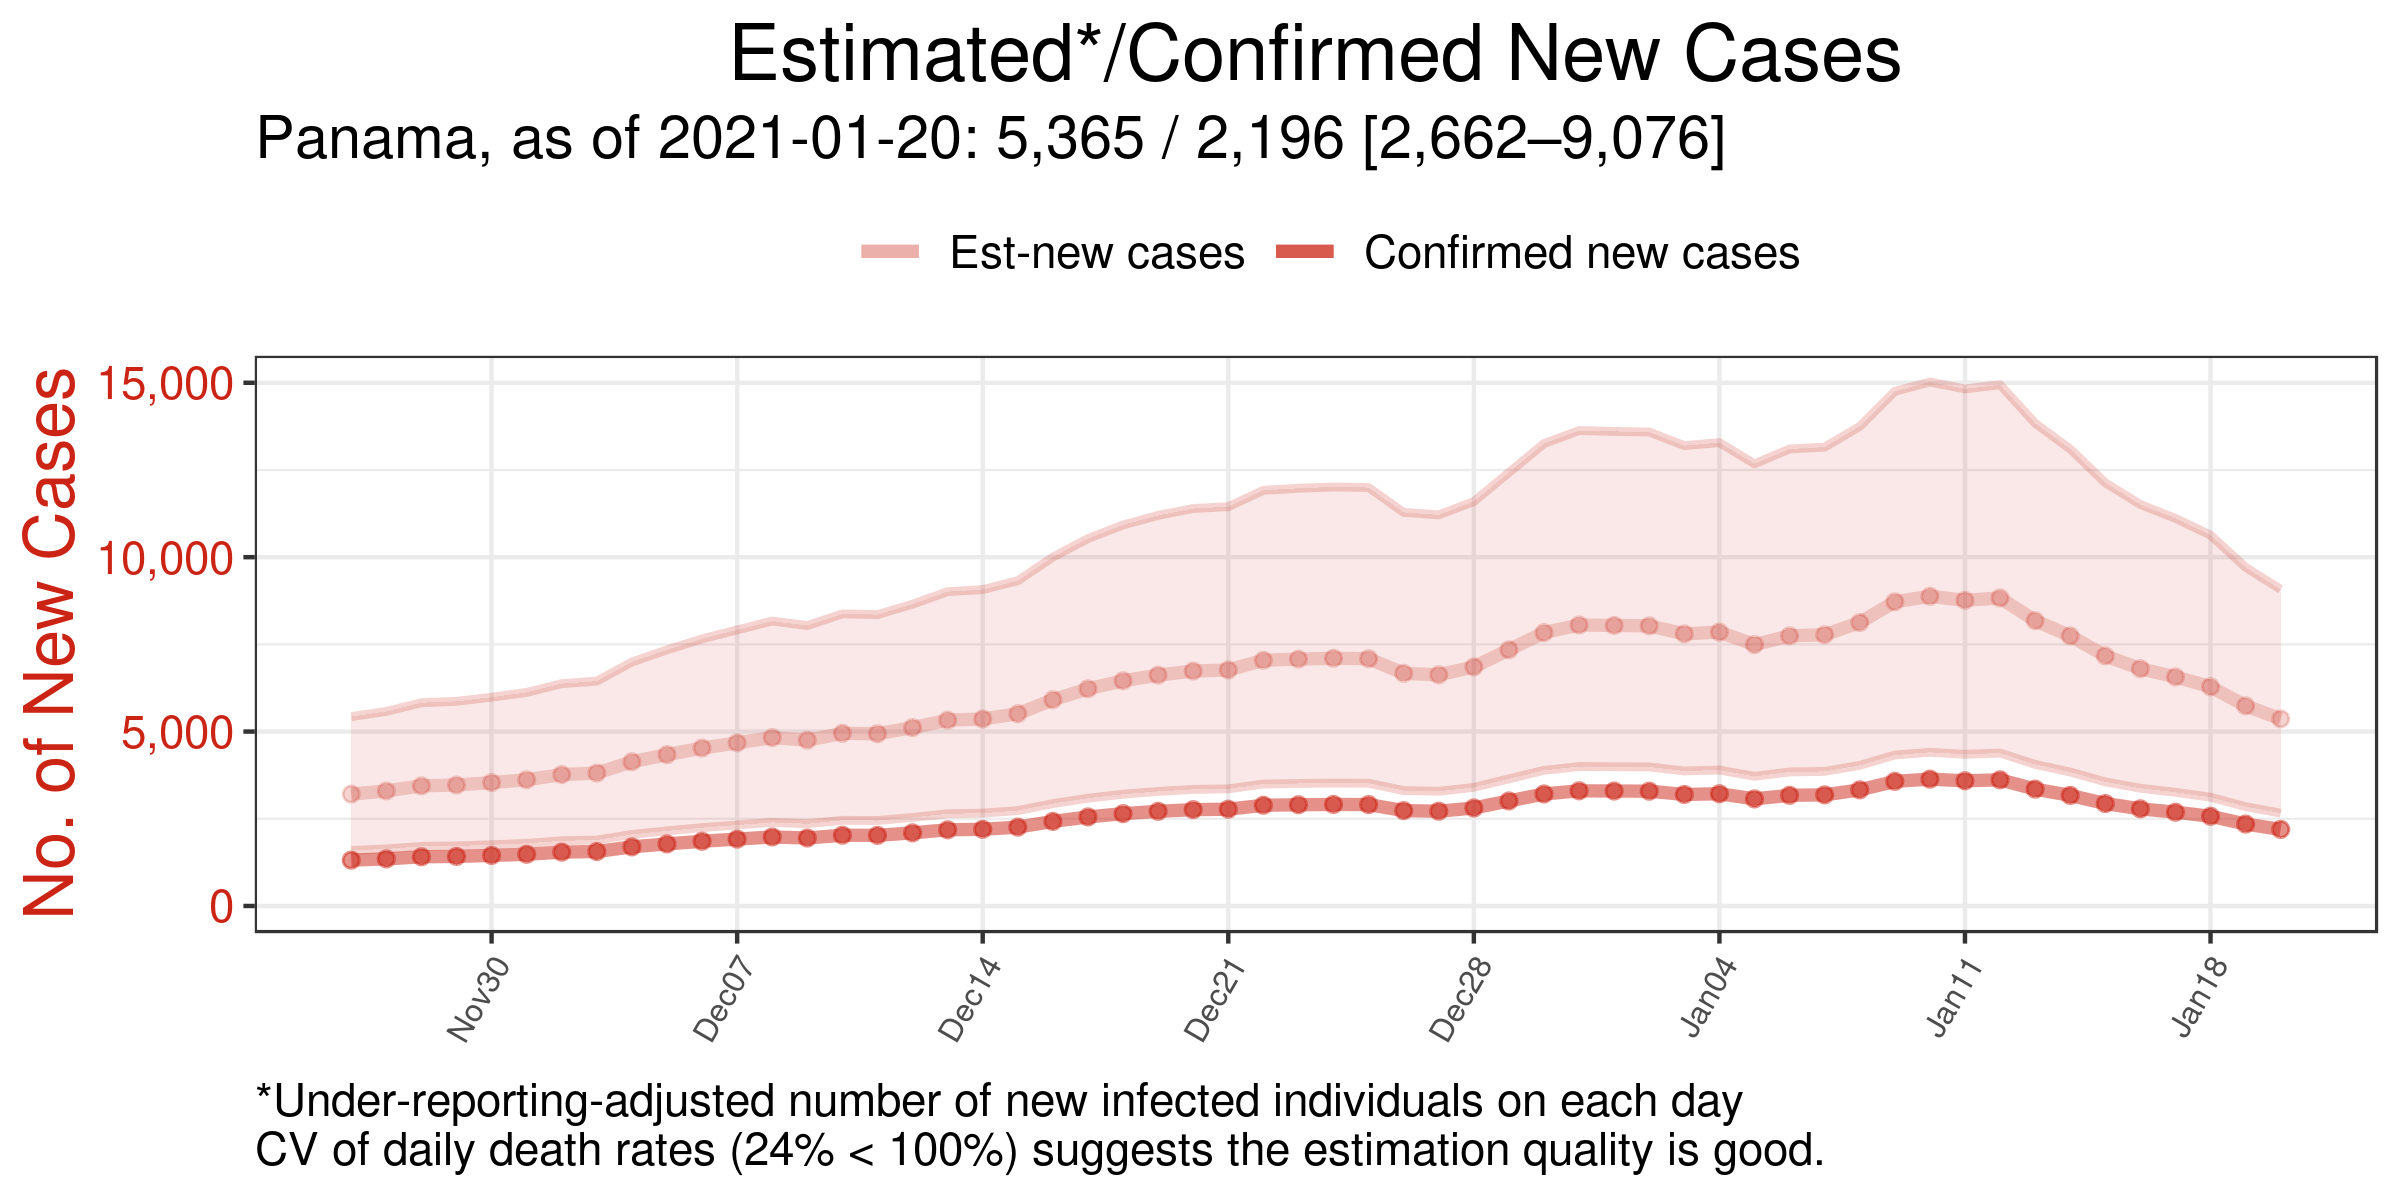 Estimated*/Confirmed New Cases
Panama, as of 2021-01-20: 5,365 / 2,196 [2,662–9,076]
Est-new cases
Confirmed new cases
No. of New Cases
15,000
10,000
5,000
0
Nov30
Dec07
Dec14
Dec21
Dec28
Jan04
Jan11
Jan18
*Under-reporting-adjusted number of new infected individuals on each day
CV of daily death rates (24% < 100%) suggests the estimation quality is good.